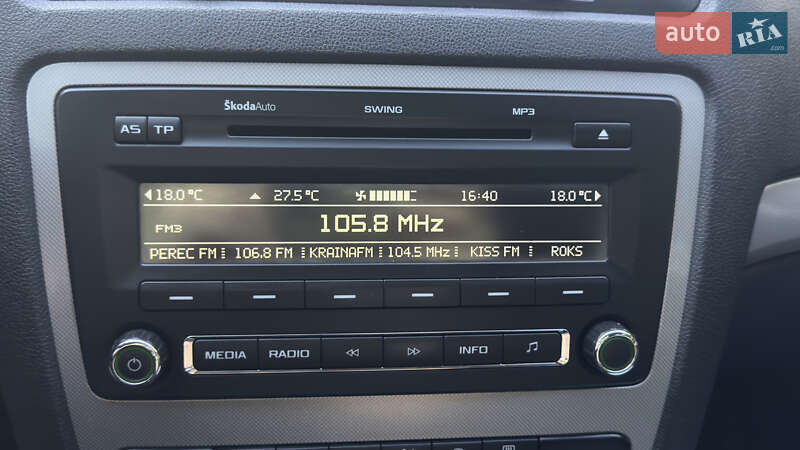 auto RIA.com
ŠkodaAuto SWING MP3
AS TP
18.0 °C 27.5 °C 16:40 18.0 °C
FM3 105.8 MHz
PEREC FM 106.8 FM KRAINAFM 104.5 MHz KISS FM ROKS
MEDIA RADIO INFO